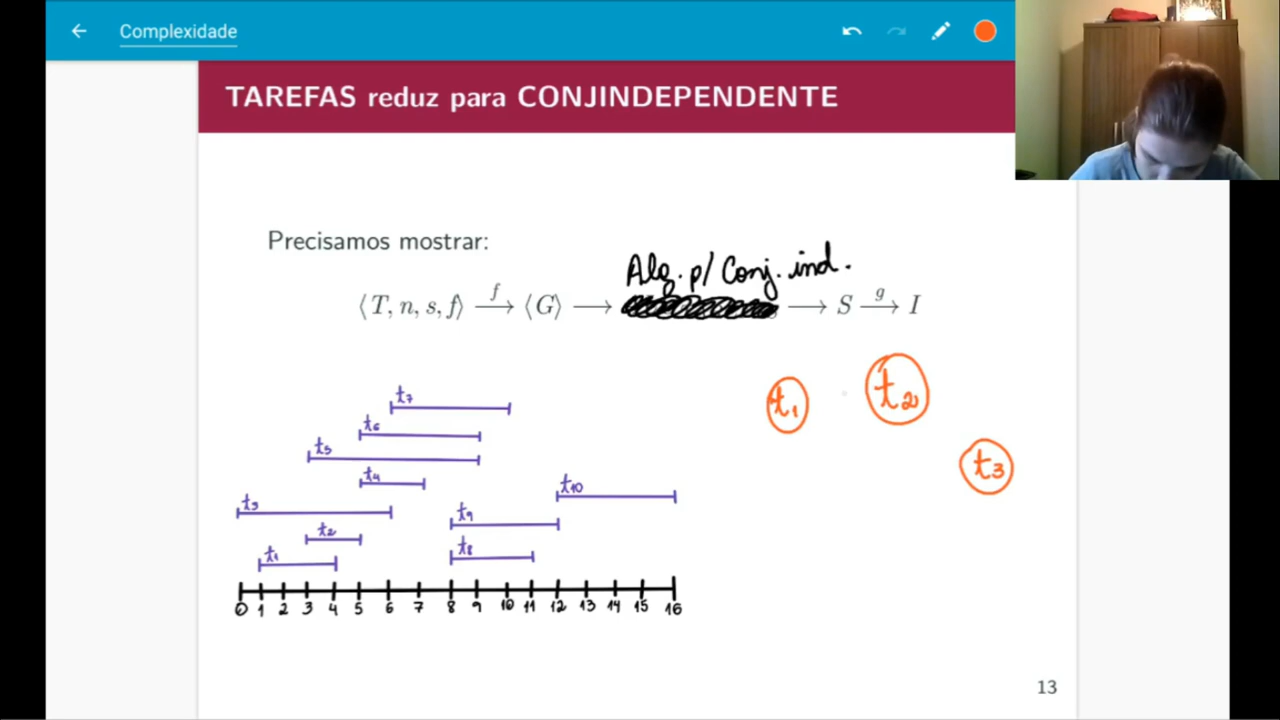 Complexidade
TAREFAS reduz para CONJINDEPENDENTE
Precisamos mostrar:
Alg. p/ Conj. ind.
⟨T, n, s, f⟩ —f→ ⟨G⟩ → → S —g→ I
t1 t2
t3
t7
t6
t5
t4
t10
t3
t9
t2
t8
t1
0 1 2 3 4 5 6 7 8 9 10 11 12 13 14 15 16
13